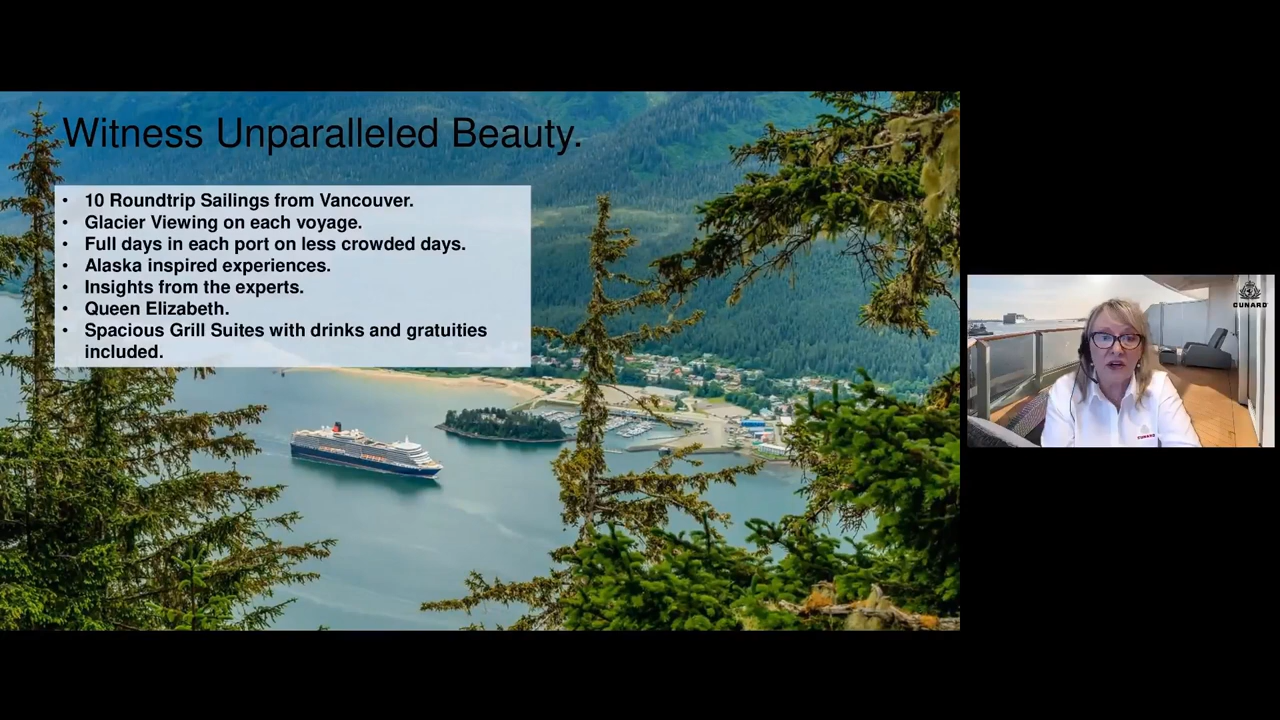 Witness Unparalleled Beauty.
• 10 Roundtrip Sailings from Vancouver.
• Glacier Viewing on each voyage.
• Full days in each port on less crowded days.
• Alaska inspired experiences.
• Insights from the experts.
• Queen Elizabeth.
• Spacious Grill Suites with drinks and gratuities
included.
CUNARD
CUNARD